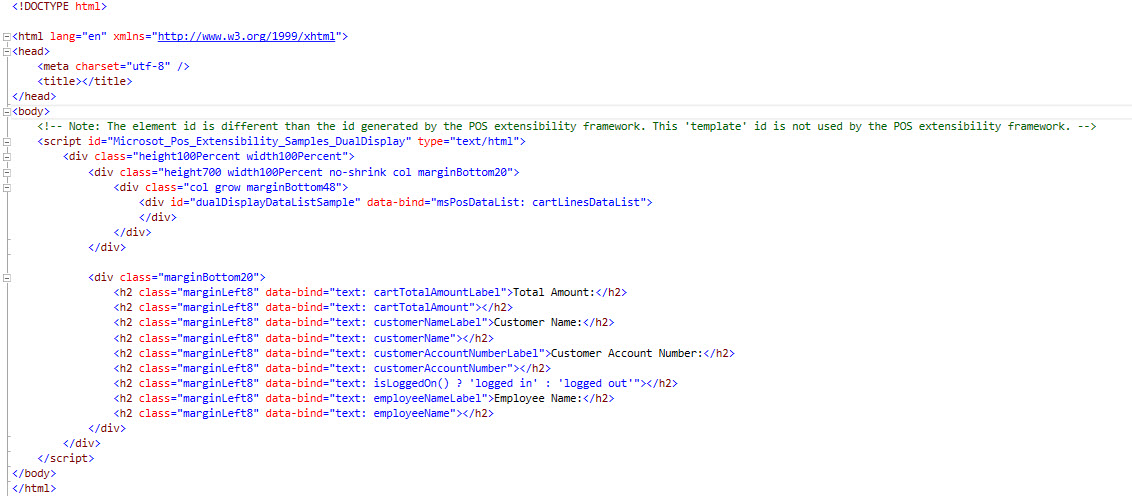 <!DOCTYPE html>
<html lang="en" xmlns="http://www.w3.org/1999/xhtml">
<head>
<meta charset="utf-8" />
<title></title>
</head>
<body>
<!-- Note: The element id is different than the id generated by the POS extensibility framework. This 'template' id is not used by the POS extensibility framework. -->
<script id="Microsot_Pos_Extensibility_Samples_DualDisplay" type="text/html">
<div class="height100Percent width100Percent">
<div class="height700 width100Percent no-shrink col marginBottom20">
<div class="col grow marginBottom48">
<div id="dualDisplayDataListSample" data-bind="msPosDataList: cartLinesDataList">
</div>
</div>
</div>
<div class="marginBottom20">
<h2 class="marginLeft8" data-bind="text: cartTotalAmountLabel">Total Amount:</h2>
<h2 class="marginLeft8" data-bind="text: cartTotalAmount"></h2>
<h2 class="marginLeft8" data-bind="text: customerNameLabel">Customer Name:</h2>
<h2 class="marginLeft8" data-bind="text: customerName"></h2>
<h2 class="marginLeft8" data-bind="text: customerAccountNumberLabel">Customer Account Number:</h2>
<h2 class="marginLeft8" data-bind="text: customerAccountNumber"></h2>
<h2 class="marginLeft8" data-bind="text: isLoggedOn() ? 'logged in' : 'logged out'"></h2>
<h2 class="marginLeft8" data-bind="text: employeeNameLabel">Employee Name:</h2>
<h2 class="marginLeft8" data-bind="text: employeeName"></h2>
</div>
</div>
</script>
</body>
</html>